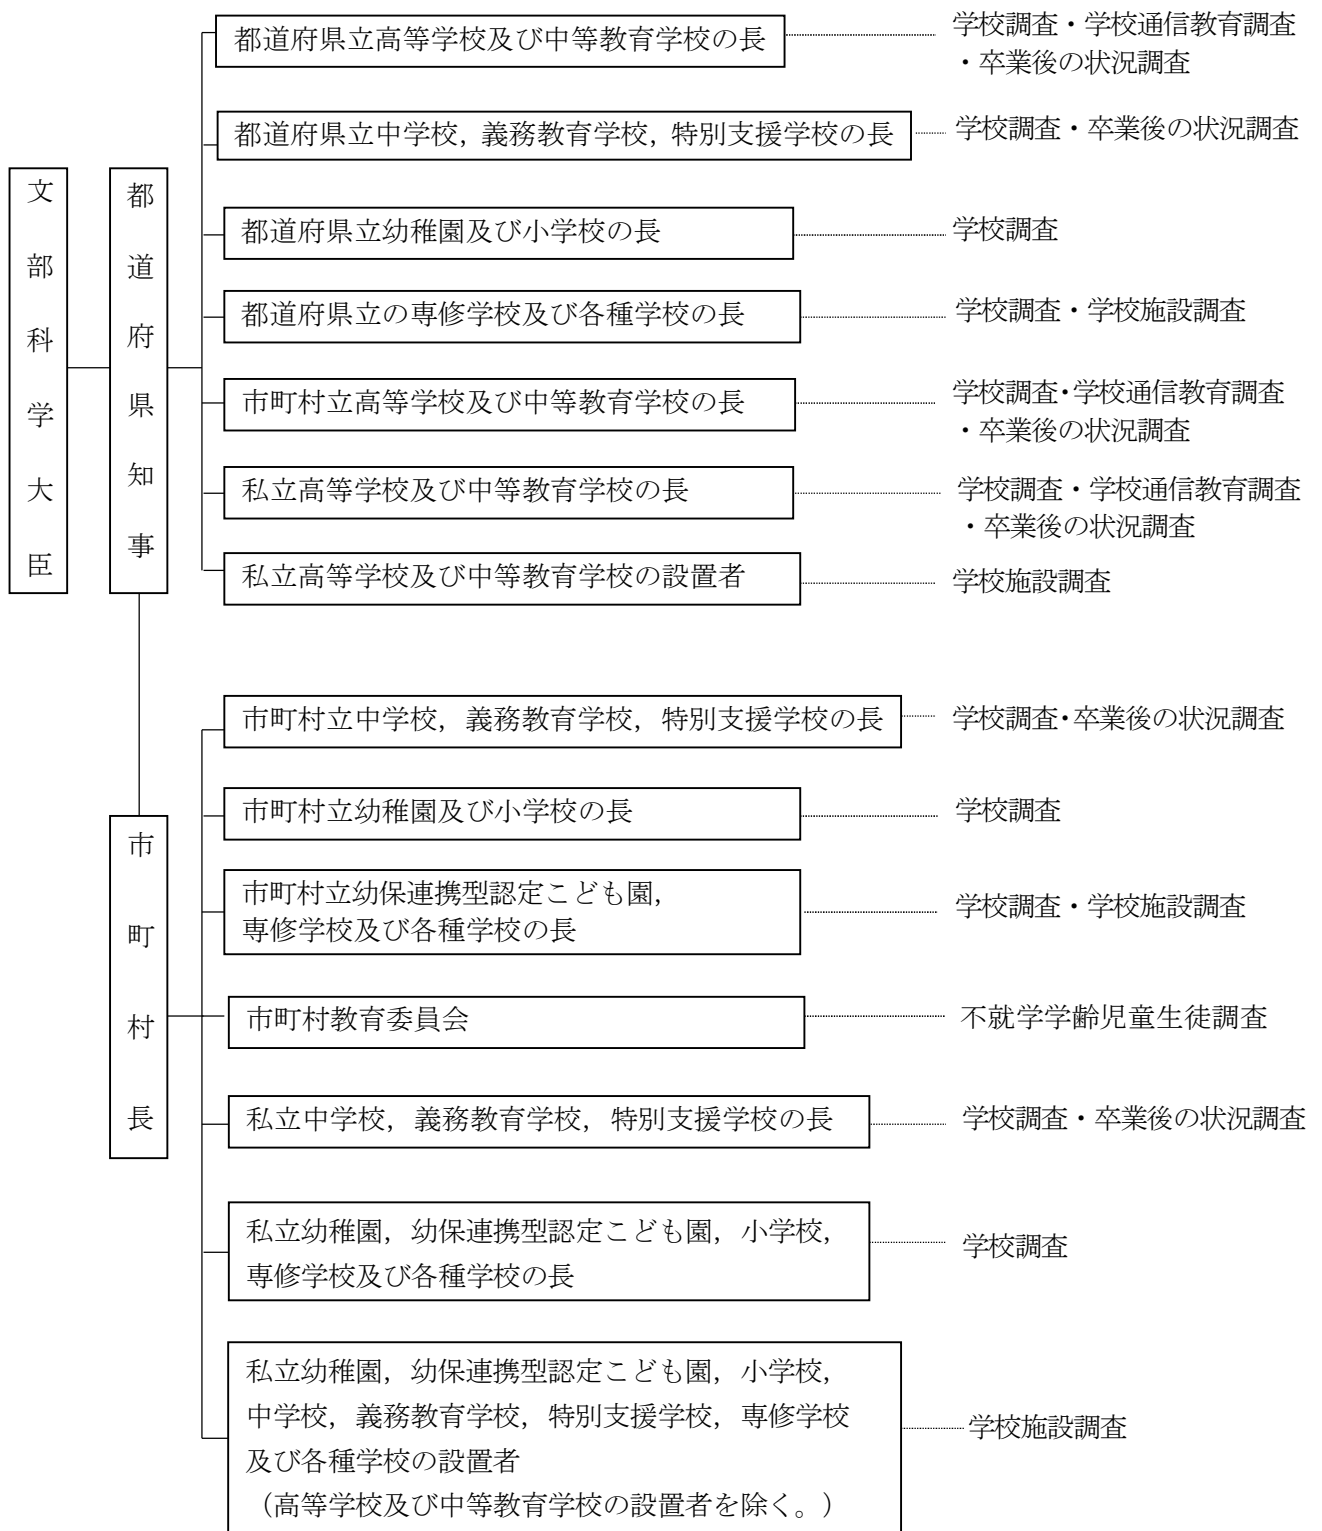 文部科学大臣
都道府県知事
都道府県立高等学校及び中等教育学校の長
学校調査・学校通信教育調査
・卒業後の状況調査
都道府県立中学校，義務教育学校，特別支援学校の長
学校調査・卒業後の状況調査
都道府県立幼稚園及び小学校の長
学校調査
都道府県立の専修学校及び各種学校の長
学校調査・学校施設調査
市町村立高等学校及び中等教育学校の長
学校調査・学校通信教育調査
・卒業後の状況調査
私立高等学校及び中等教育学校の長
学校調査・学校通信教育調査
・卒業後の状況調査
私立高等学校及び中等教育学校の設置者
学校施設調査
市町村長
市町村立中学校，義務教育学校，特別支援学校の長
学校調査・卒業後の状況調査
市町村立幼稚園及び小学校の長
学校調査
市町村立幼保連携型認定こども園，
専修学校及び各種学校の長
学校調査・学校施設調査
市町村教育委員会
不就学学齢児童生徒調査
私立中学校，義務教育学校，特別支援学校の長
学校調査・卒業後の状況調査
私立幼稚園，幼保連携型認定こども園，小学校，
専修学校及び各種学校の長
学校調査
私立幼稚園，幼保連携型認定こども園，小学校，
中学校，義務教育学校，特別支援学校，専修学校
及び各種学校の設置者
（高等学校及び中等教育学校の設置者を除く。）
学校施設調査